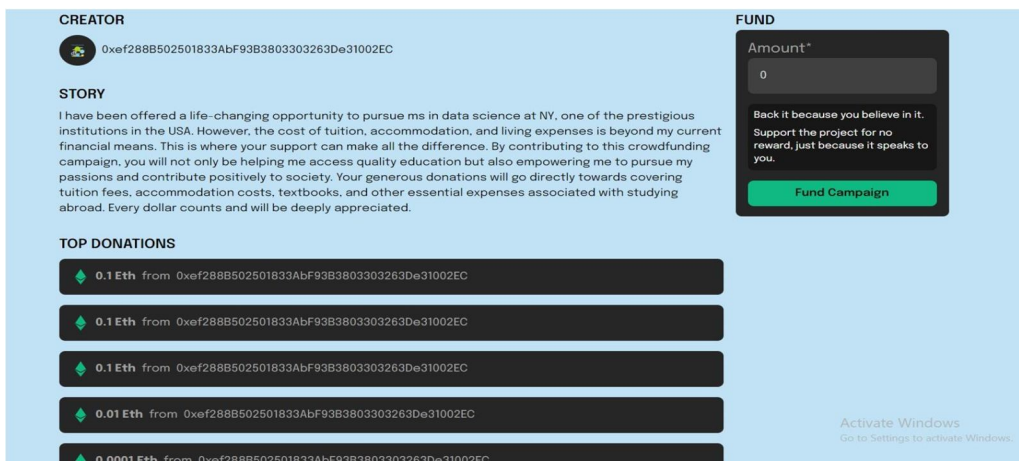 CREATOR
0xef288B502501833AbF93B3803303263De31002EC
STORY
I have been offered a life-changing opportunity to pursue ms in data science at NY, one of the prestigious
institutions in the USA. However, the cost of tuition, accommodation, and living expenses is beyond my current
financial means. This is where your support can make all the difference. By contributing to this crowdfunding
campaign, you will not only be helping me access quality education but also empowering me to pursue my
passions and contribute positively to society. Your generous donations will go directly towards covering
tuition fees, accommodation costs, textbooks, and other essential expenses associated with studying
abroad. Every dollar counts and will be deeply appreciated.
TOP DONATIONS
0.1 Eth from 0xef288B502501833AbF93B3803303263De31002EC
0.1 Eth from 0xef288B502501833AbF93B3803303263De31002EC
0.1 Eth from 0xef288B502501833AbF93B3803303263De31002EC
0.01 Eth from 0xef288B502501833AbF93B3803303263De31002EC
0.0001 Eth from 0xef288B502501833AbF93B3803303263De31002EC
FUND
Amount*
0
Back it because you believe in it.
Support the project for no
reward, just because it speaks to
you.
Fund Campaign
Activate Windows
Go to Settings to activate Windows.